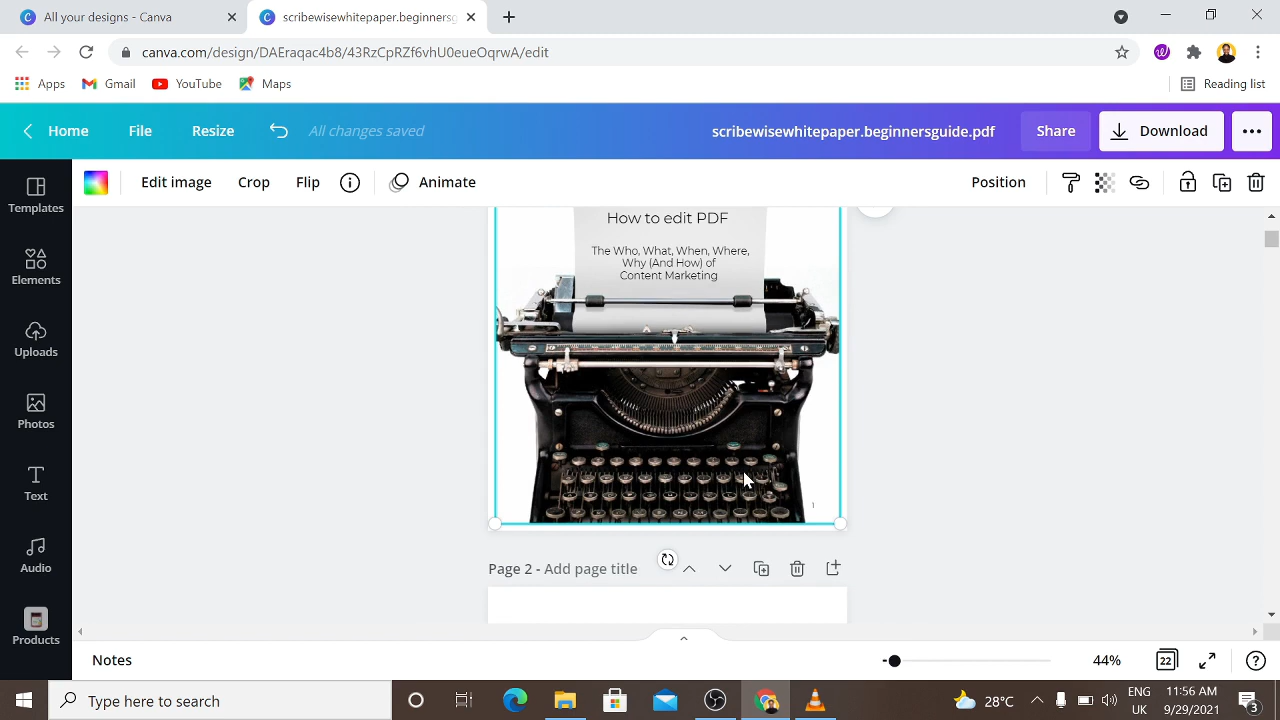 All your designs - Canva
scribewisewhitepaper.beginnersg
canva.com/design/DAEraqac4b8/43RzCpRZf6vhU0eueOqrwA/edit
Apps
Gmail
YouTube
Maps
Reading list
Home
File
Resize
All changes saved
scribewisewhitepaper.beginnersguide.pdf
Share
Download
Edit image
Crop
Flip
Animate
Position
Templates
Elements
Uploads
Photos
Text
Audio
Products
How to edit PDF
The Who, What, When, Where,
Why (And How) of
Content Marketing
1
Page 2 - Add page title
Notes
44%
22
Type here to search
28°C
ENG
UK
11:56 AM
9/29/2021
3